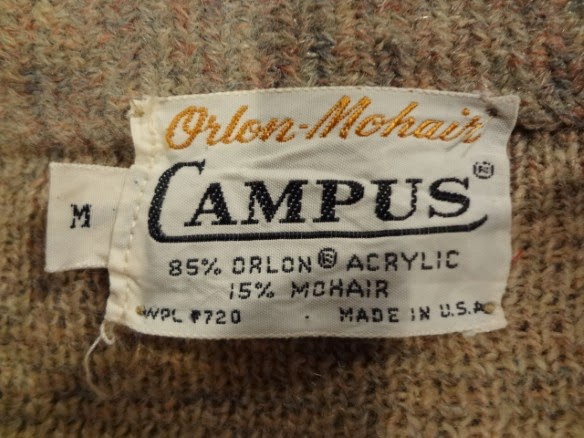 Orlon-Mohair
CAMPUS®
M
85% ORLON® ACRYLIC
15% MOHAIR
WPL #720 · MADE IN U.S.A.